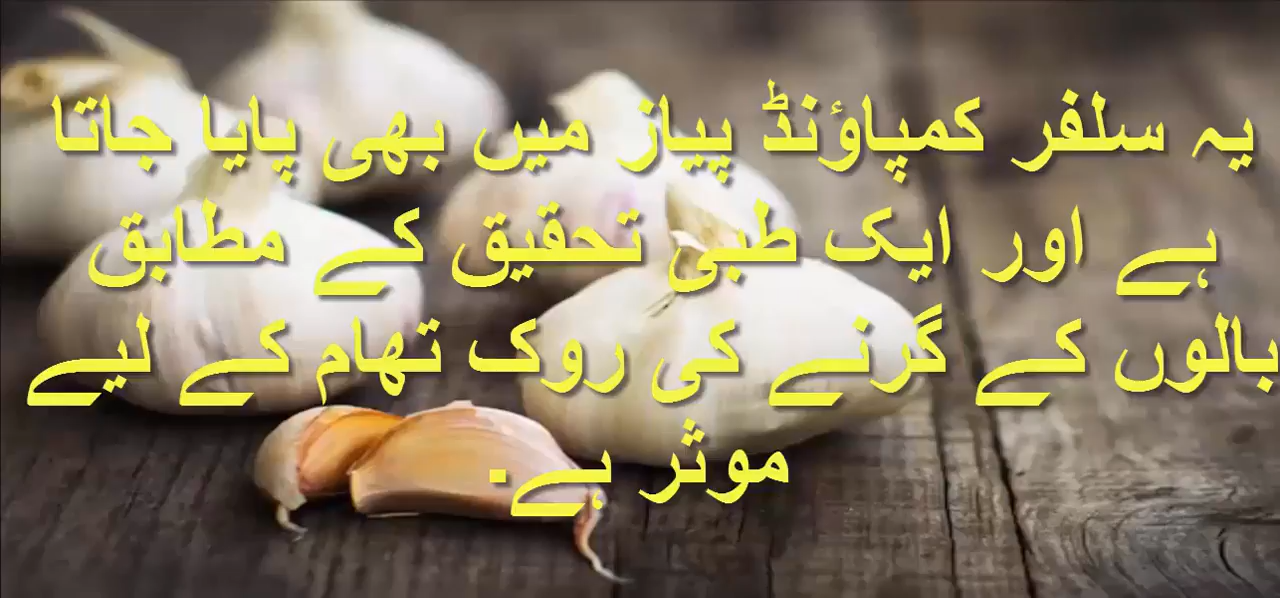 یہ سلفر کمپاؤنڈ پیاز میں بھی پایا جاتا
ہے اور ایک طبی تحقیق کے مطابق
بالوں کے گرنے کی روک تھام کے لیے
موثر ہے.